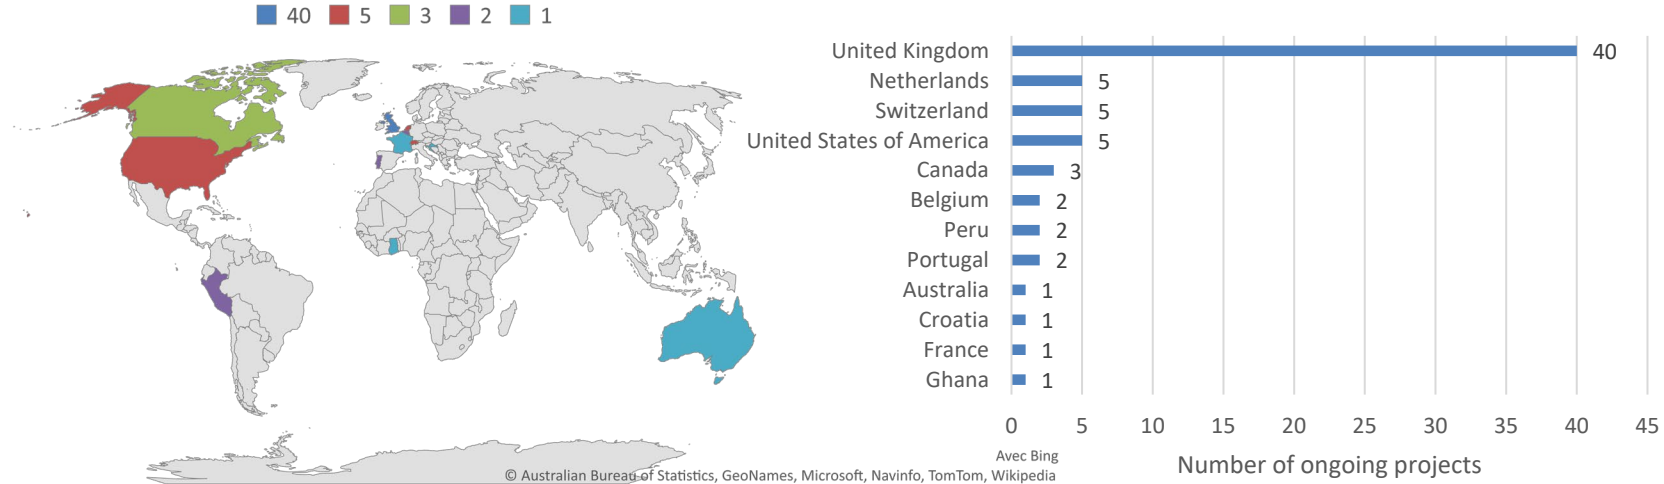 40 5 3 2 1
United Kingdom 40
Netherlands 5
Switzerland 5
United States of America 5
Canada 3
Belgium 2
Peru 2
Portugal 2
Australia 1
Croatia 1
France 1
Ghana 1
0 5 10 15 20 25 30 35 40 45
Number of ongoing projects
Avec Bing
© Australian Bureau of Statistics, GeoNames, Microsoft, Navinfo, TomTom, Wikipedia